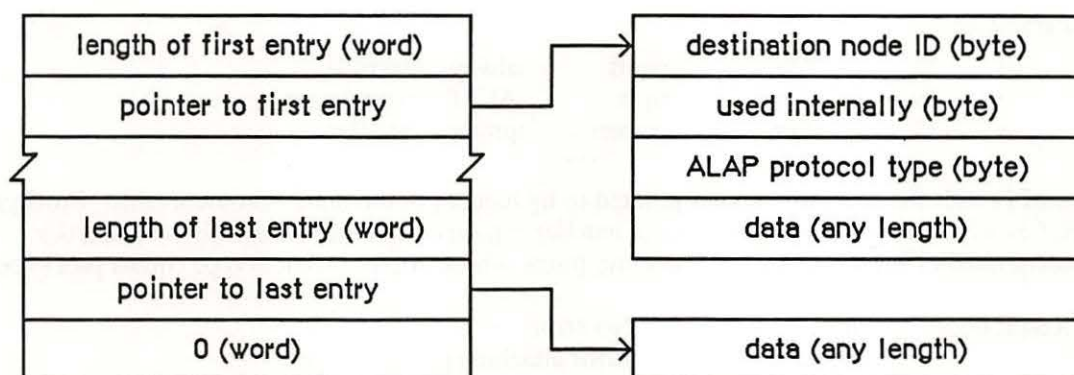 length of first entry (word)
pointer to first entry
length of last entry (word)
pointer to last entry
0 (word)
destination node ID (byte)
used internally (byte)
ALAP protocol type (byte)
data (any length)
data (any length)